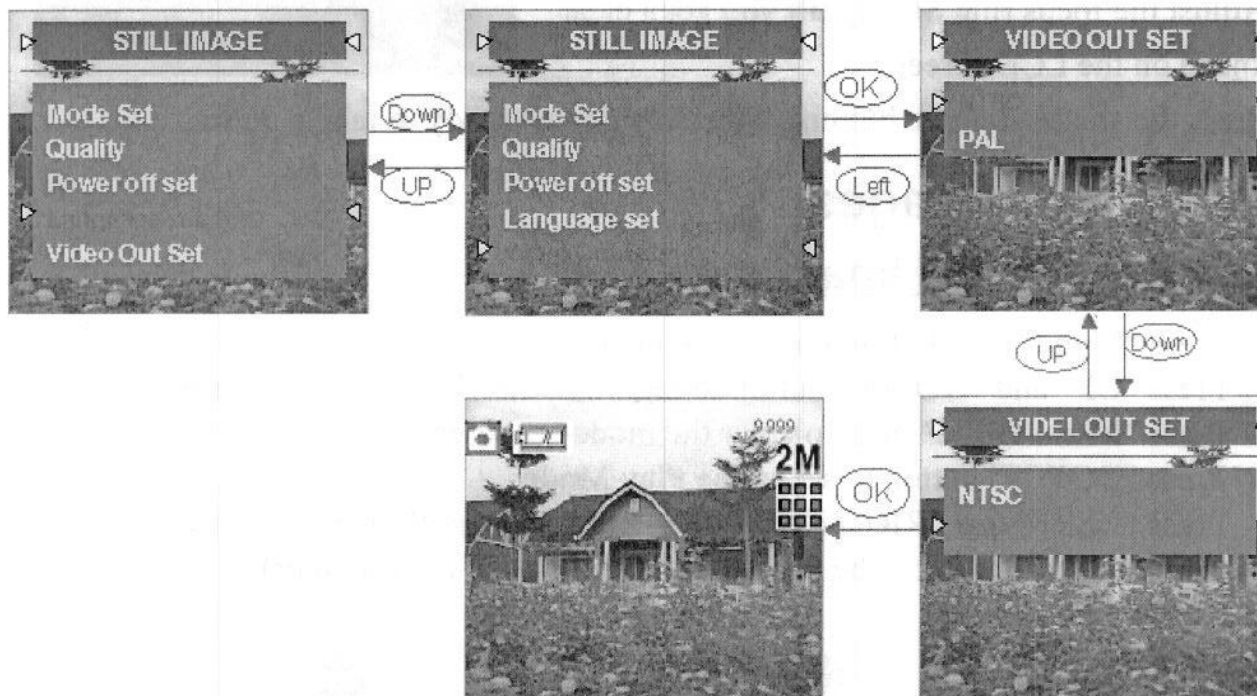 STILL IMAGE
Mode Set
Quality
Power off set
Video Out Set
Down
UP
STILL IMAGE
Mode Set
Quality
Power off set
Language set
OK
Left
VIDEO OUT SET
PAL
UP
Down
VIDEL OUT SET
NTSC
OK
9999
2M